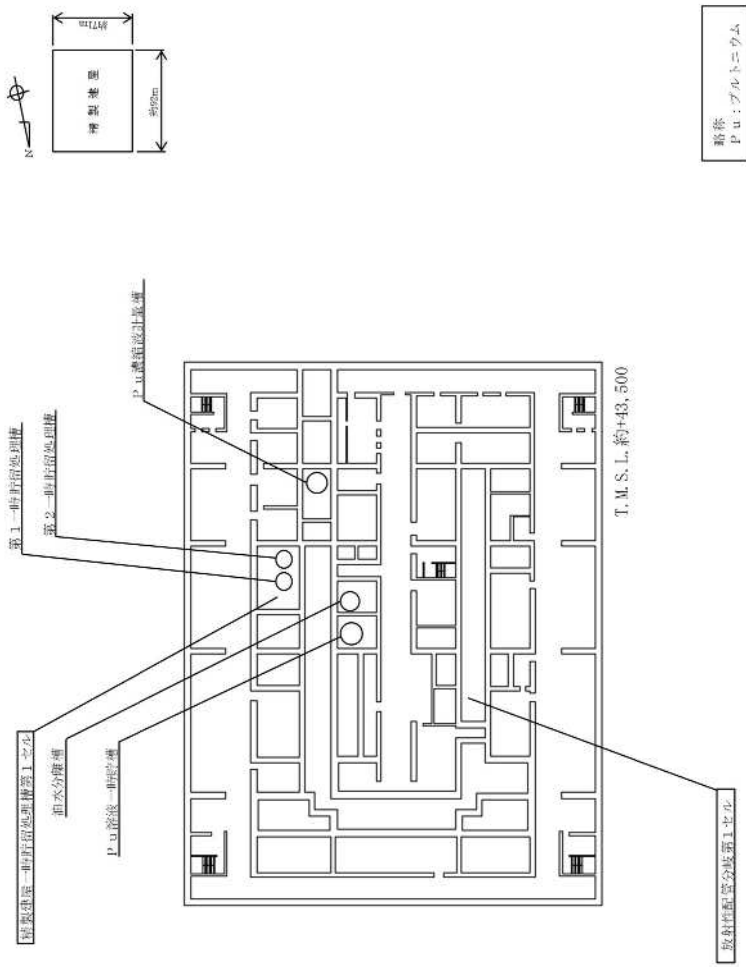 N
精製建屋
約71m
約92m
第1一時貯留処理槽
第2一時貯留処理槽
Pu濃縮液計量槽
精製建屋一時貯留処理槽第1セル
油水分離槽
Pu溶液一時貯槽
T.M.S.L.約+43,500
放射性配管分岐第1セル
略称
Pu:プルトニウム